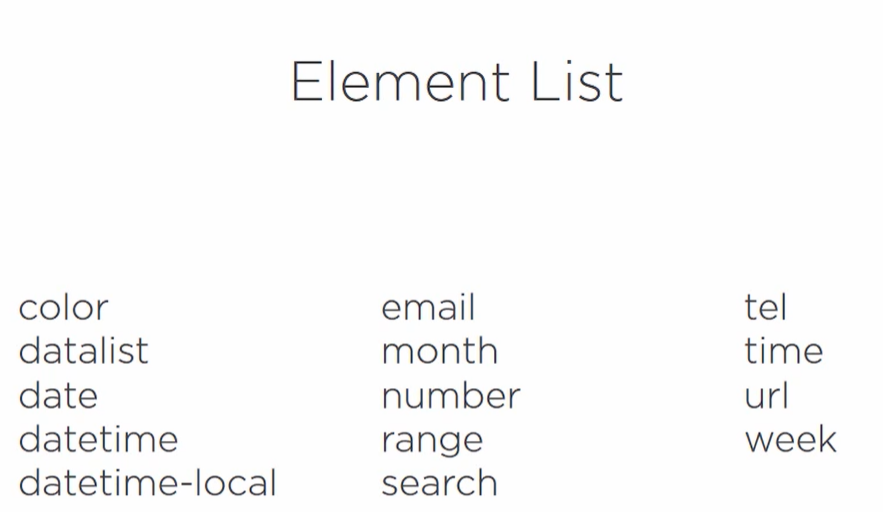 Element List
color
datalist
date
datetime
datetime-local
email
month
number
range
search
tel
time
url
week